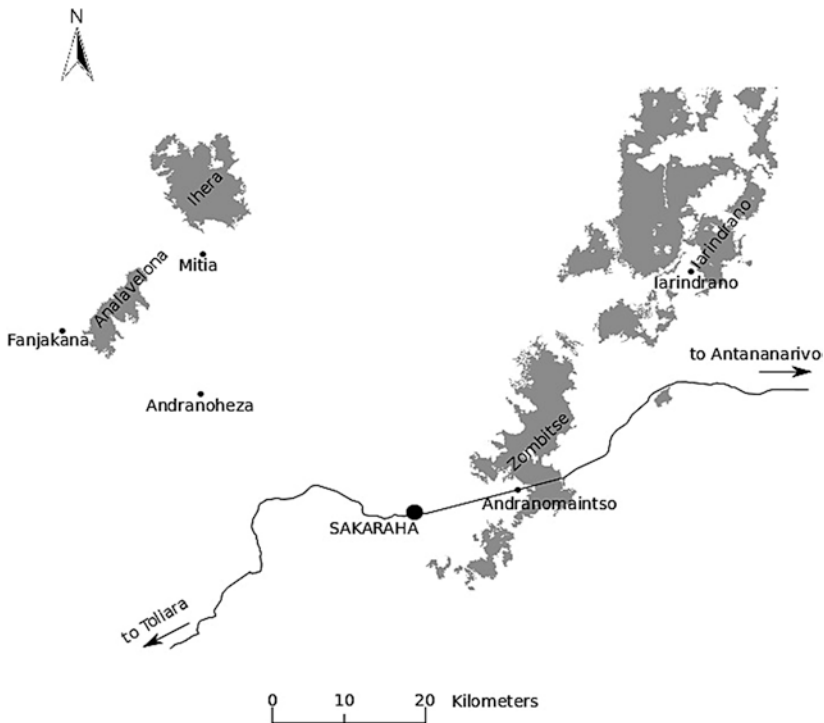 N
Ihera
Mitia
Analavelona
Fanjakana
Andranoheza
Iarindrano
Iarindrano
to Antananarivo
Zombitse
Andranomaintso
SAKARAHA
to Toliara
0 10 20 Kilometers